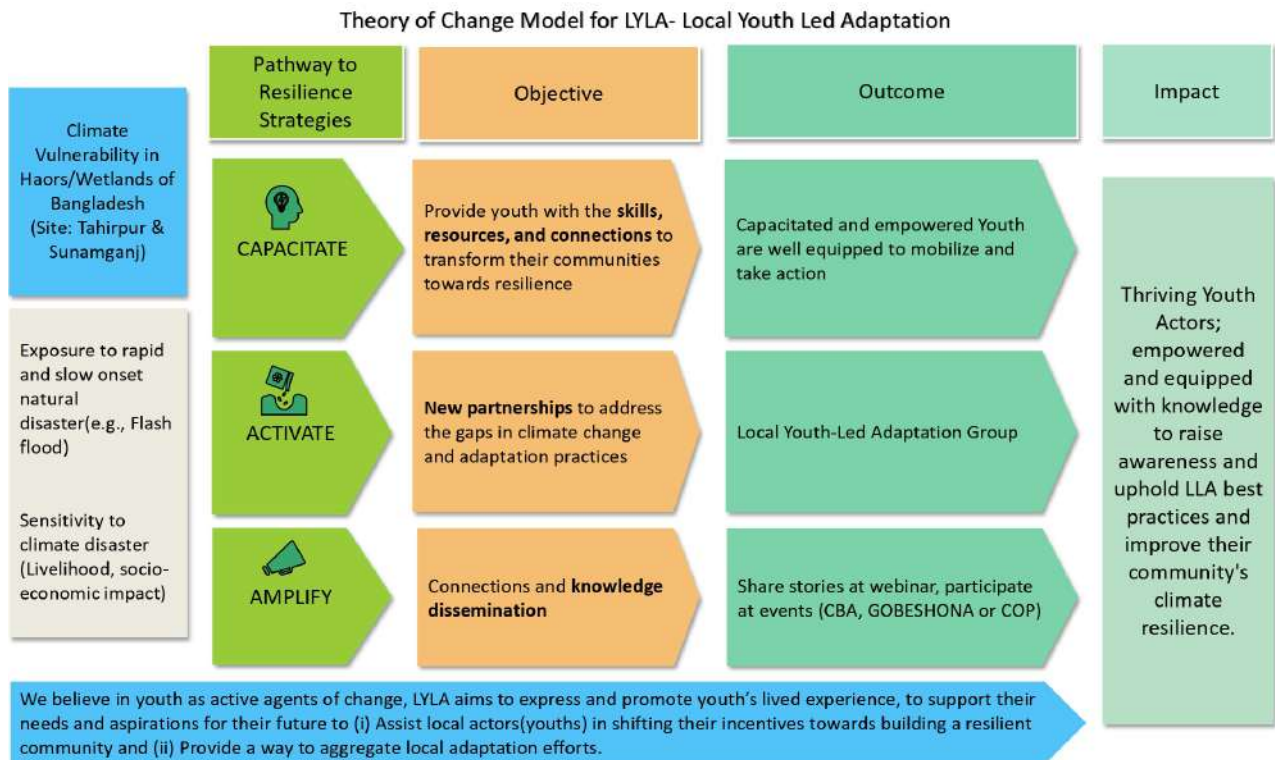 Theory of Change Model for LYLA- Local Youth Led Adaptation
Climate
Vulnerability in
Haors/Wetlands of
Bangladesh
(Site: Tahirpur &
Sunamganj)
Exposure to rapid
and slow onset
natural
disaster(e.g., Flash
flood)
Sensitivity to
climate disaster
(Livelihood, socio-
economic impact)
Pathway to
Resilience
Strategies
Objective
Outcome
Impact
CAPACITATE
Provide youth with the skills,
resources, and connections to
transform their communities
towards resilience
Capacitated and empowered Youth
are well equipped to mobilize and
take action
ACTIVATE
New partnerships to address
the gaps in climate change
and adaptation practices
Local Youth-Led Adaptation Group
AMPLIFY
Connections and knowledge
dissemination
Share stories at webinar, participate
at events (CBA, GOBESHONA or COP)
Thriving Youth
Actors;
empowered
and equipped
with knowledge
to raise
awareness and
uphold LLA best
practices and
improve their
community's
climate
resilience.
We believe in youth as active agents of change, LYLA aims to express and promote youth’s lived experience, to support their
needs and aspirations for their future to (i) Assist local actors(youths) in shifting their incentives towards building a resilient
community and (ii) Provide a way to aggregate local adaptation efforts.